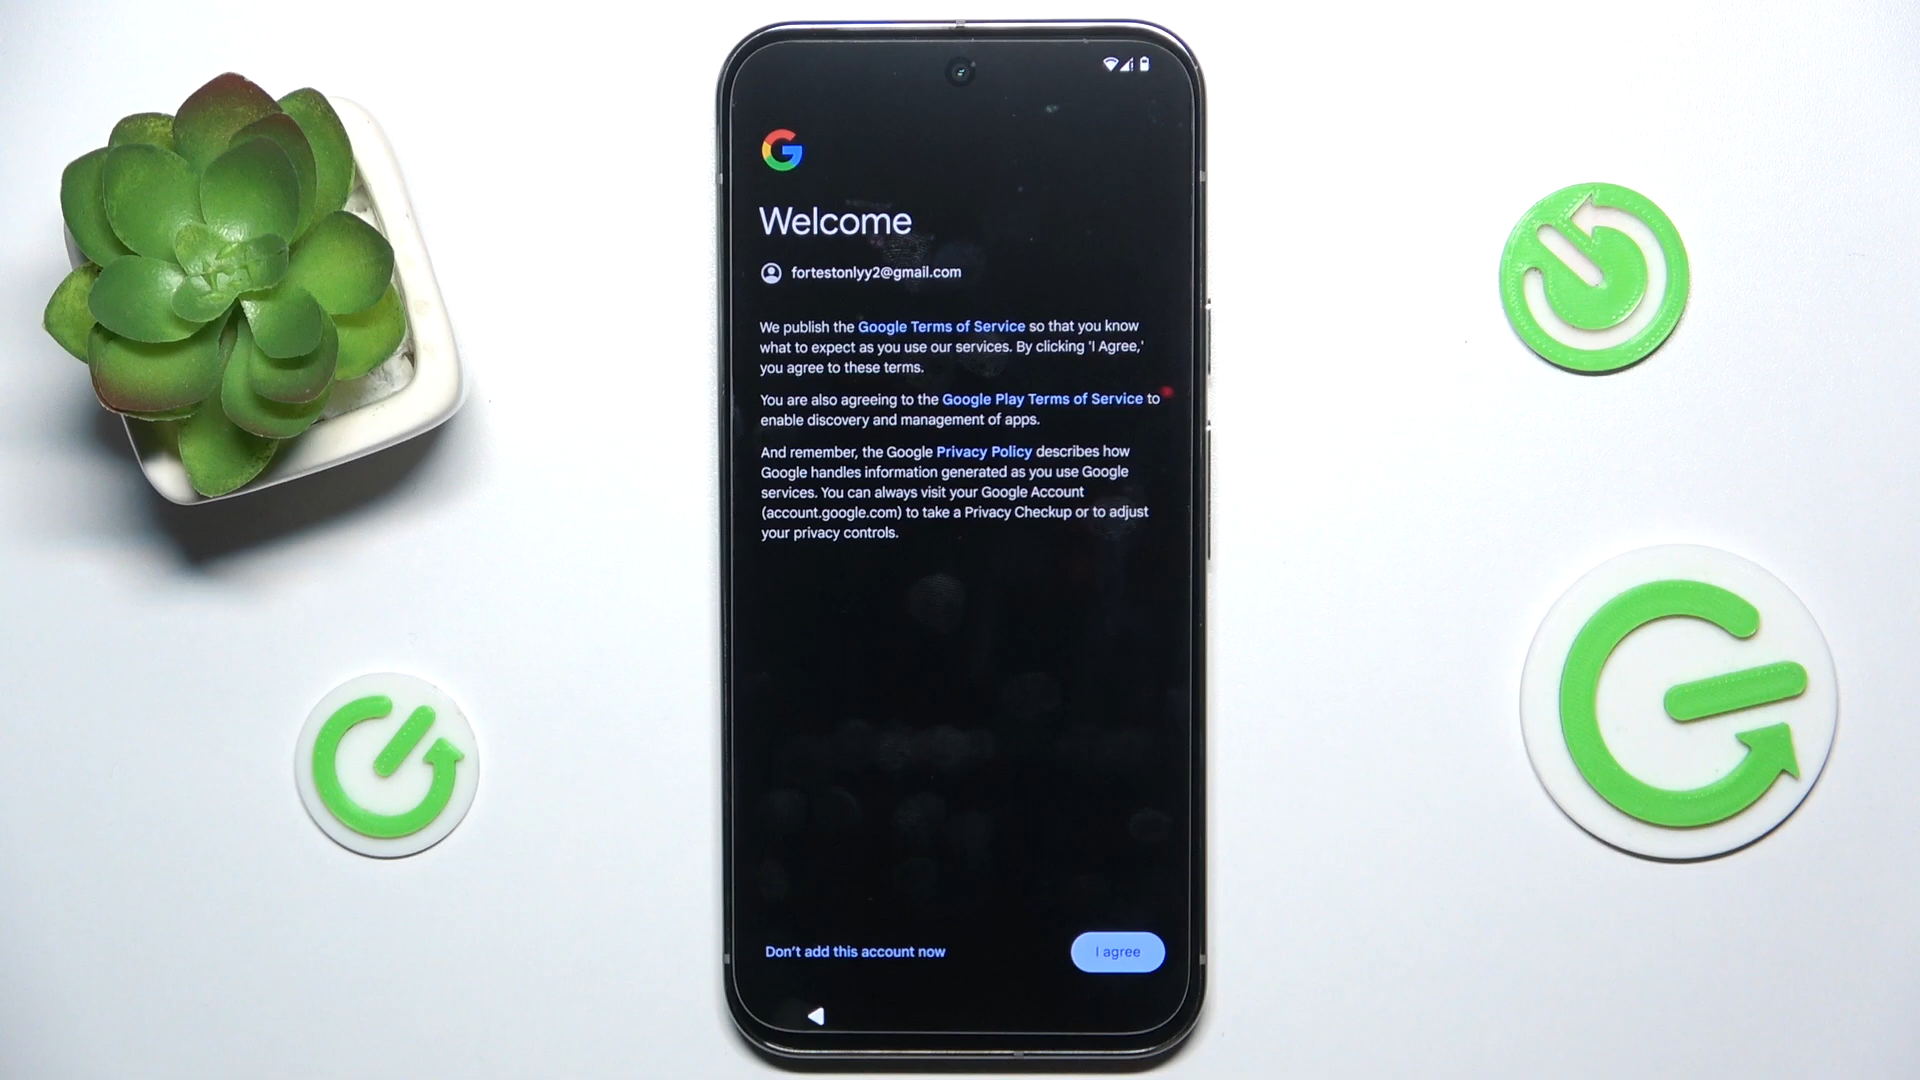 Welcome
fortestonlyy2@gmail.com
We publish the Google Terms of Service so that you know
what to expect as you use our services. By clicking 'I Agree,'
you agree to these terms.
You are also agreeing to the Google Play Terms of Service to
enable discovery and management of apps.
And remember, the Google Privacy Policy describes how
Google handles information generated as you use Google
services. You can always visit your Google Account
(account.google.com) to take a Privacy Checkup or to adjust
your privacy controls.
Don't add this account now
I agree